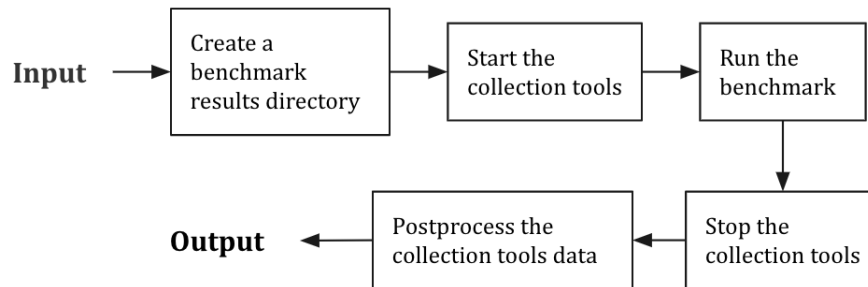 Input
Create a
benchmark
results directory
Start the
collection tools
Run the
benchmark
Stop the
collection tools
Postprocess the
collection tools data
Output